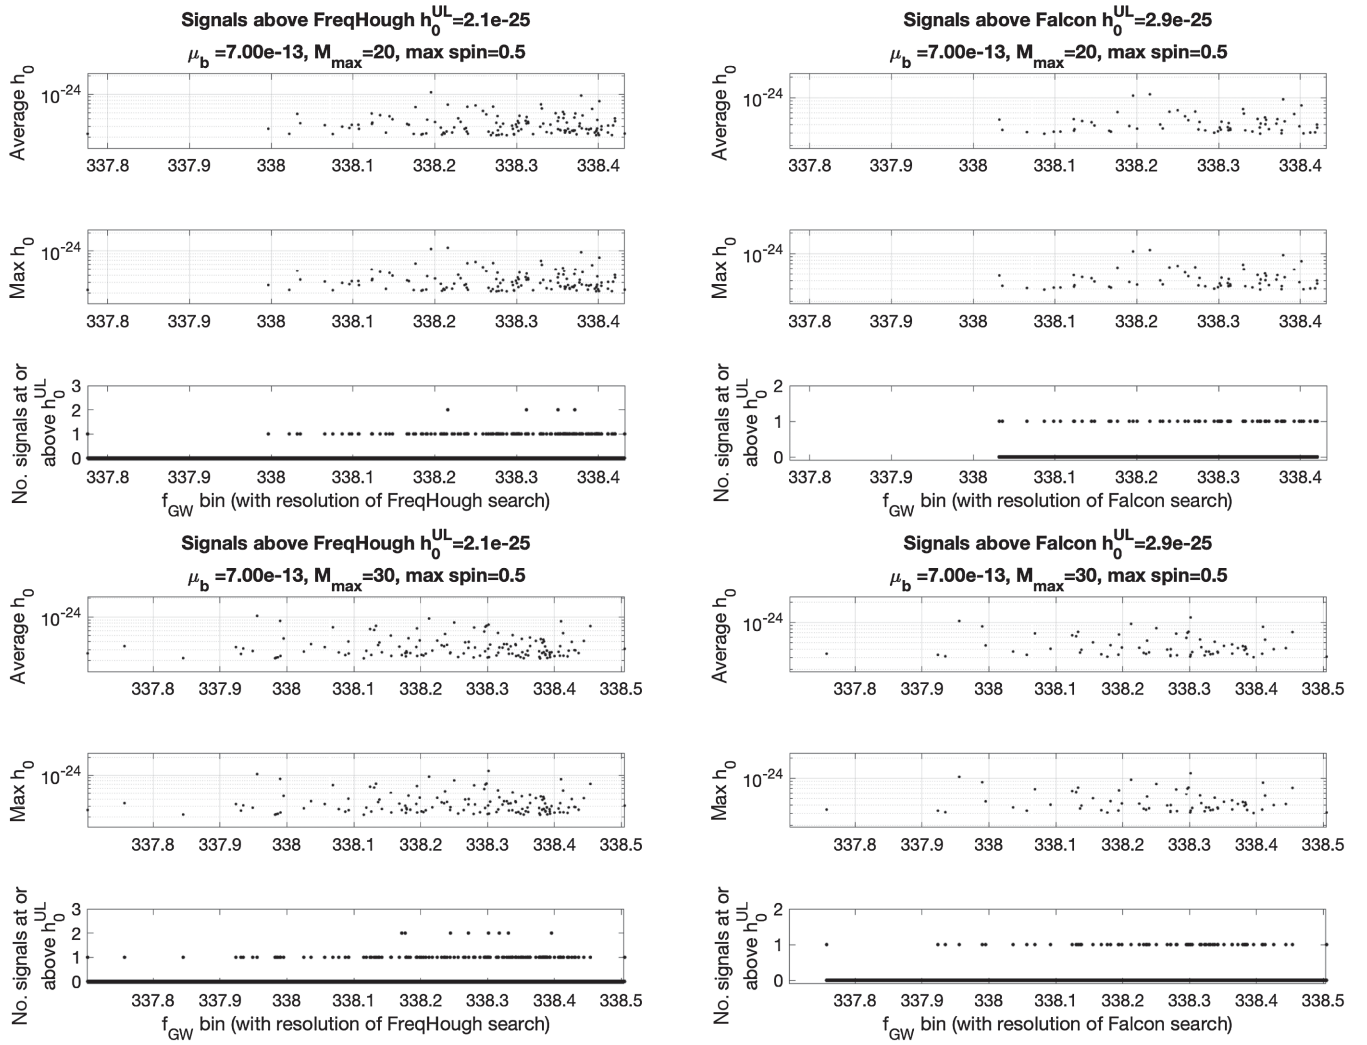 Signals above FreqHough h₀ᵁᴸ=2.1e-25
μ_b =7.00e-13, M_max=20, max spin=0.5
Average h₀
10⁻²⁴
337.8 337.9 338 338.1 338.2 338.3 338.4
Max h₀
10⁻²⁴
337.8 337.9 338 338.1 338.2 338.3 338.4
No. signals at or
above h₀ᵁᴸ
3
2
1
0
337.8 337.9 338 338.1 338.2 338.3 338.4
f_GW bin (with resolution of FreqHough search)
Signals above Falcon h₀ᵁᴸ=2.9e-25
μ_b =7.00e-13, M_max=20, max spin=0.5
Average h₀
10⁻²⁴
337.8 337.9 338 338.1 338.2 338.3 338.4
Max h₀
10⁻²⁴
337.8 337.9 338 338.1 338.2 338.3 338.4
No. signals at or
above h₀ᵁᴸ
2
1
0
337.8 337.9 338 338.1 338.2 338.3 338.4
f_GW bin (with resolution of Falcon search)
Signals above FreqHough h₀ᵁᴸ=2.1e-25
μ_b =7.00e-13, M_max=30, max spin=0.5
Average h₀
10⁻²⁴
337.8 337.9 338 338.1 338.2 338.3 338.4 338.5
Max h₀
10⁻²⁴
337.8 337.9 338 338.1 338.2 338.3 338.4 338.5
No. signals at or
above h₀ᵁᴸ
3
2
1
0
337.8 337.9 338 338.1 338.2 338.3 338.4 338.5
f_GW bin (with resolution of FreqHough search)
Signals above Falcon h₀ᵁᴸ=2.9e-25
μ_b =7.00e-13, M_max=30, max spin=0.5
Average h₀
10⁻²⁴
337.8 337.9 338 338.1 338.2 338.3 338.4 338.5
Max h₀
10⁻²⁴
337.8 337.9 338 338.1 338.2 338.3 338.4 338.5
No. signals at or
above h₀ᵁᴸ
2
1
0
337.8 337.9 338 338.1 338.2 338.3 338.4 338.5
f_GW bin (with resolution of Falcon search)